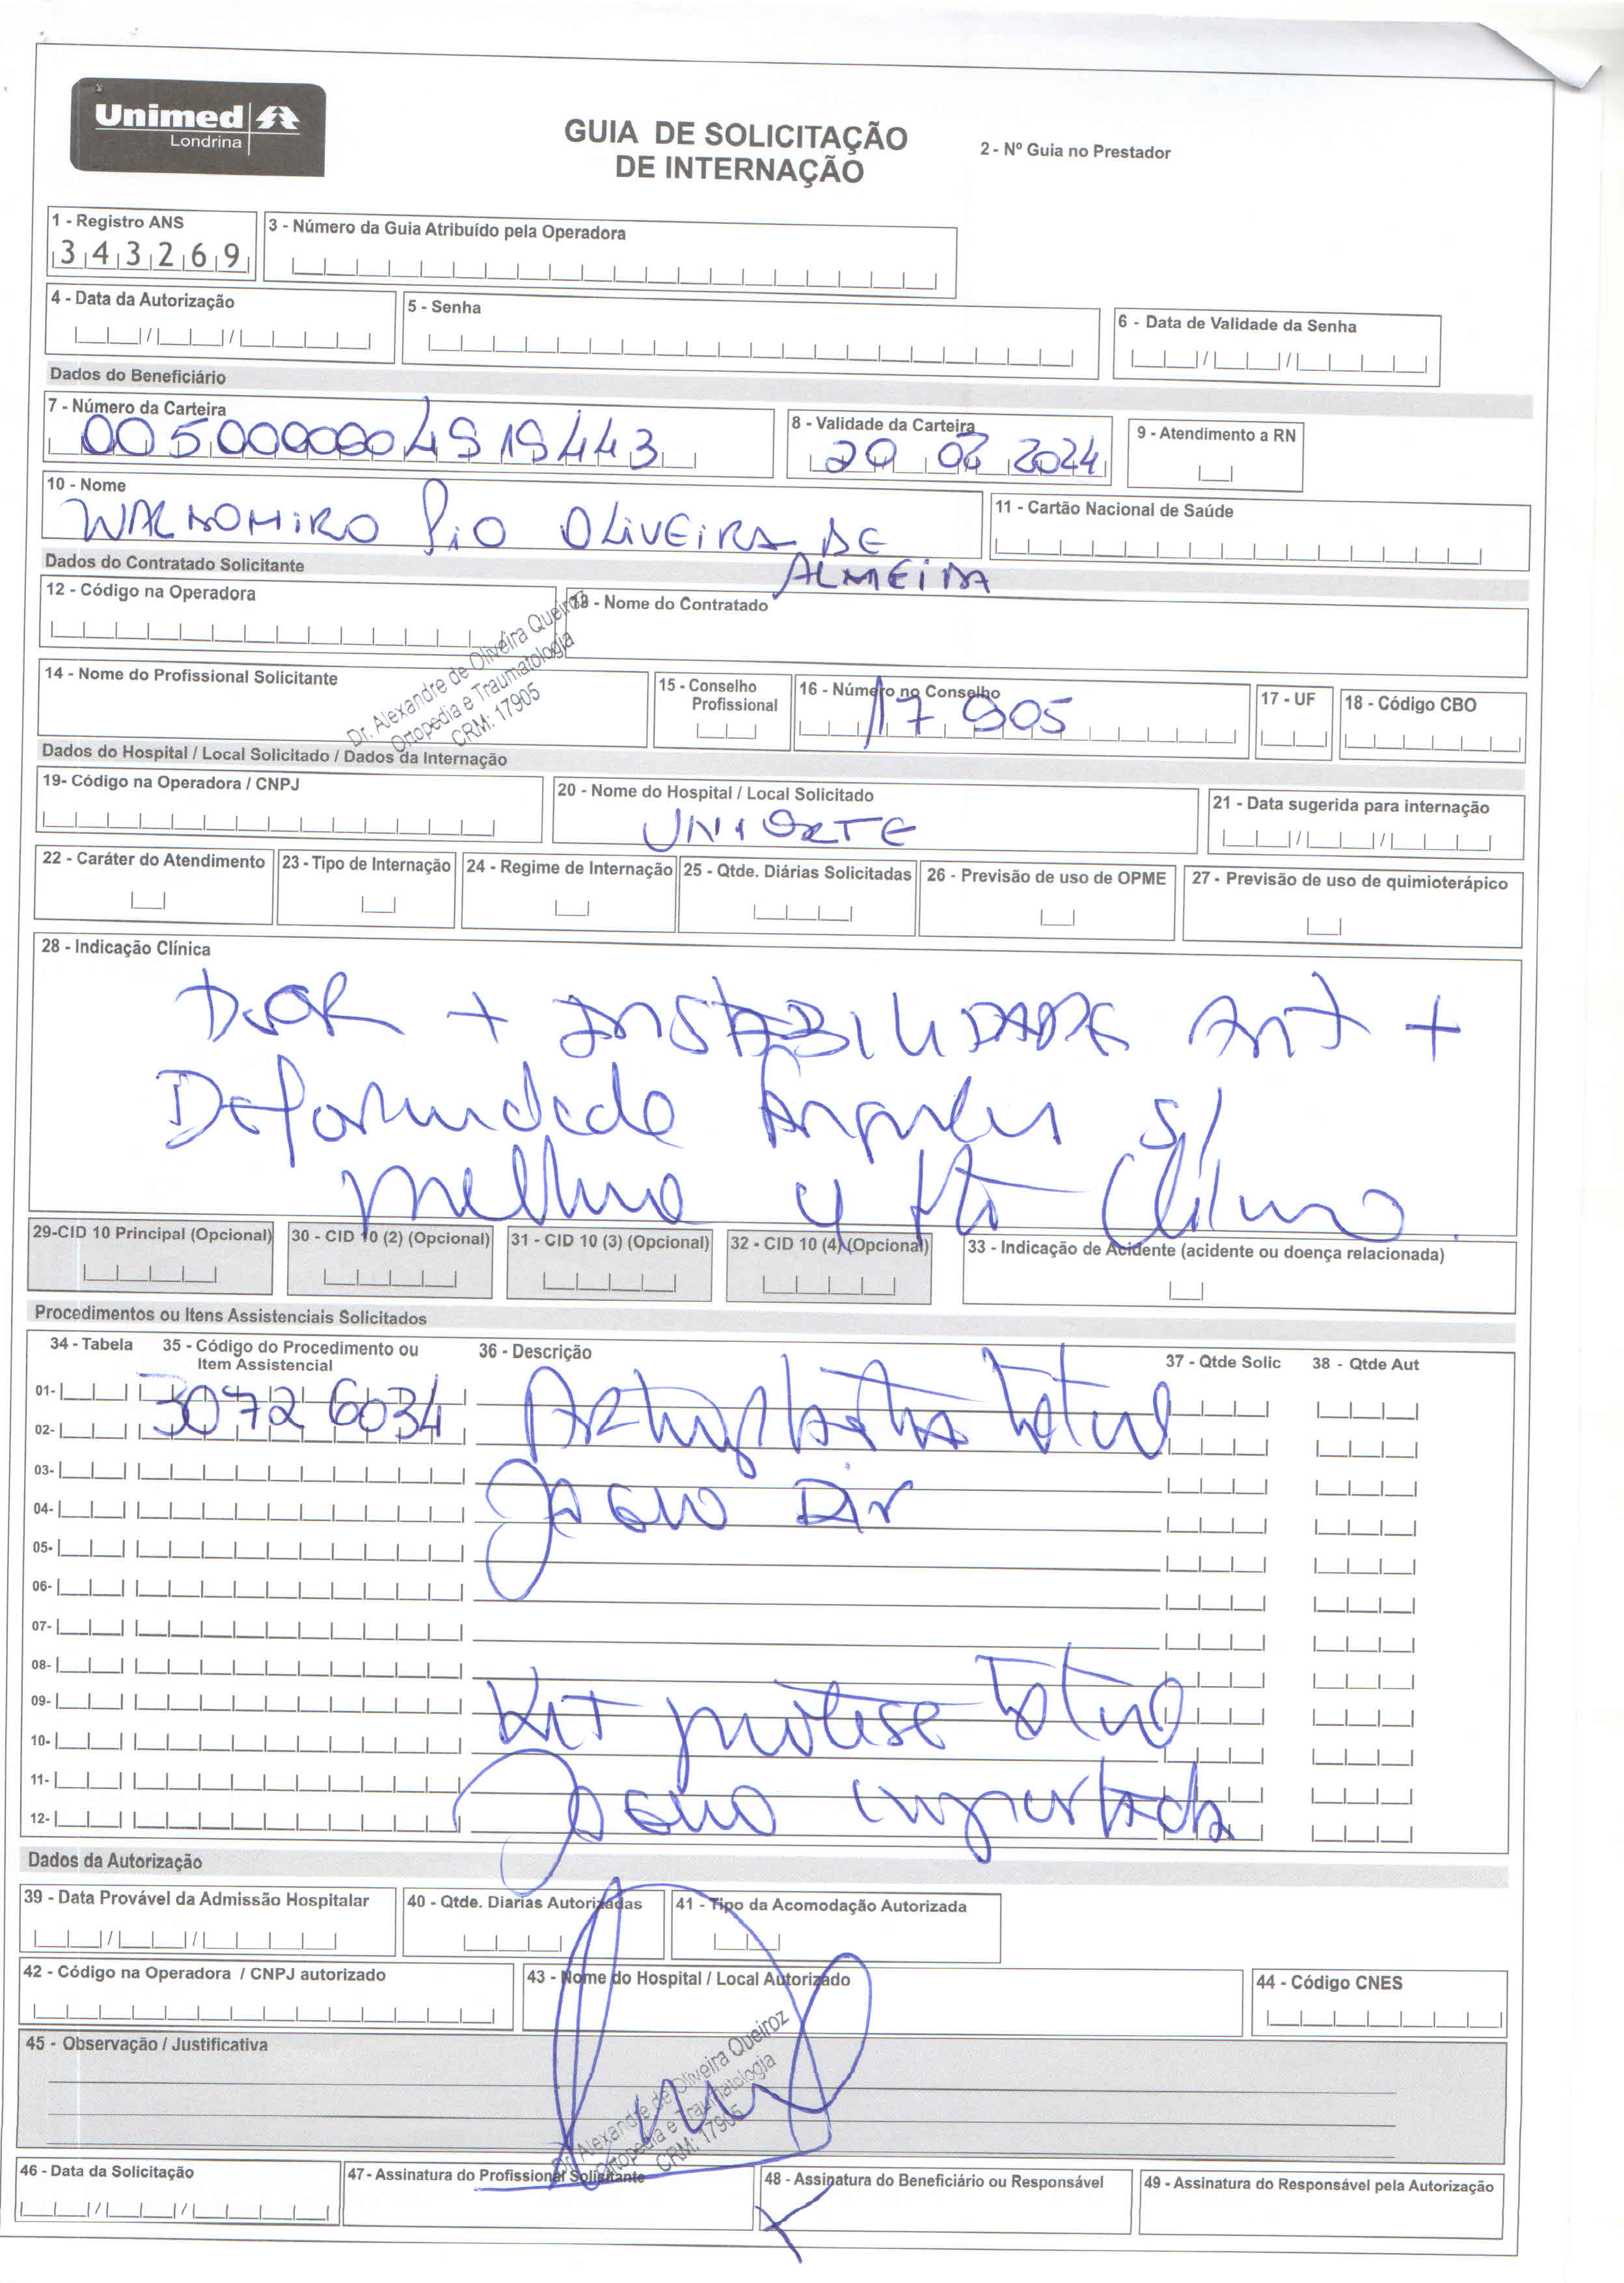 Unimed
Londrina
GUIA DE SOLICITAÇÃO
DE INTERNAÇÃO
2 - Nº Guia no Prestador
1 - Registro ANS
343269
3 - Número da Guia Atribuído pela Operadora
4 - Data da Autorização
5 - Senha
6 - Data de Validade da Senha
Dados do Beneficiário
7 - Número da Carteira
8 - Validade da Carteira
9 - Atendimento a RN
2024
10 - Nome
WALDOMIRO PiO OLIVEIRA DE
ALMEIDA
11 - Cartão Nacional de Saúde
Dados do Contratado Solicitante
12 - Código na Operadora
13 - Nome do Contratado
14 - Nome do Profissional Solicitante
Dr. Alexandre de Oliveira Queiroz
Ortopedia e Traumatologia
CRM: 17905
15 - Conselho
Profissional
16 - Número no Conselho
17905
17 - UF
18 - Código CBO
Dados do Hospital / Local Solicitado / Dados da Internação
19- Código na Operadora / CNPJ
20 - Nome do Hospital / Local Solicitado
UNIORTE
21 - Data sugerida para internação
22 - Caráter do Atendimento
23 - Tipo de Internação
24 - Regime de Internação
25 - Qtde. Diárias Solicitadas
26 - Previsão de uso de OPME
27 - Previsão de uso de quimioterápico
28 - Indicação Clínica
DOR + INSTABILIDADE Ant +
Deformidade Angular s/
melhora
29-CID 10 Principal (Opcional)
30 - CID 10 (2) (Opcional)
31 - CID 10 (3) (Opcional)
32 - CID 10 (4) (Opcional)
33 - Indicação de Acidente (acidente ou doença relacionada)
Procedimentos ou Itens Assistenciais Solicitados
34 - Tabela
35 - Código do Procedimento ou
Item Assistencial
36 - Descrição
37 - Qtde Solic
38 - Qtde Aut
01-
30726034 Artroplastia total
02-
03-
Joelho Dir
04-
05-
06-
07-
08-
09-
Kit prótese total
10-
11-
Joelho importada
12-
Dados da Autorização
39 - Data Provável da Admissão Hospitalar
40 - Qtde. Diarias Autorizadas
41 - Tipo da Acomodação Autorizada
42 - Código na Operadora / CNPJ autorizado
43 - Nome do Hospital / Local Autorizado
44 - Código CNES
45 - Observação / Justificativa
Dr. Alexandre de Oliveira Queiroz
Ortopedia e Traumatologia
CRM: 17905
46 - Data da Solicitação
47 - Assinatura do Profissional Solicitante
48 - Assinatura do Beneficiário ou Responsável
49 - Assinatura do Responsável pela Autorização